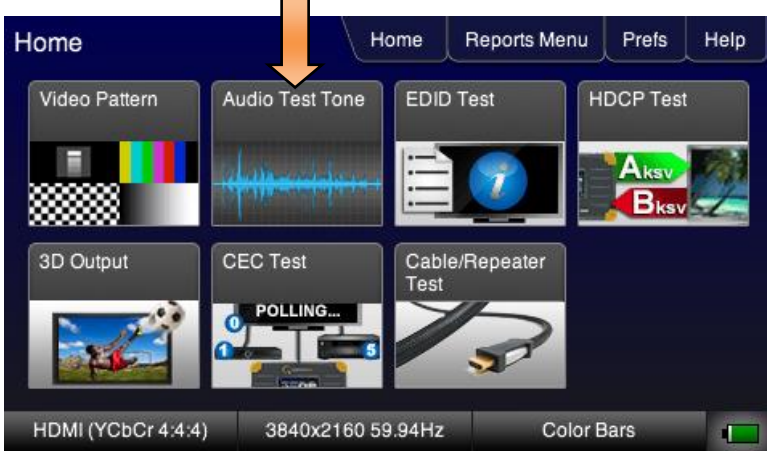 Home
Home
Reports Menu
Prefs
Help
Video Pattern
Audio Test Tone
EDID Test
HDCP Test
Aksv
Bksv
3D Output
CEC Test
Cable/Repeater
Test
POLLING...
0
1
5
HDMI (YCbCr 4:4:4)
3840x2160 59.94Hz
Color Bars